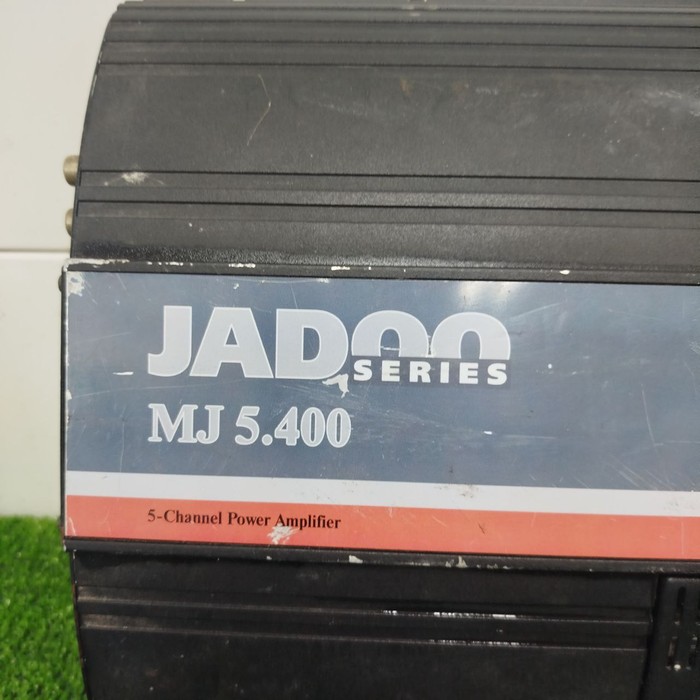 JADOO
SERIES
MJ 5.400
5-Channel Power Amplifier